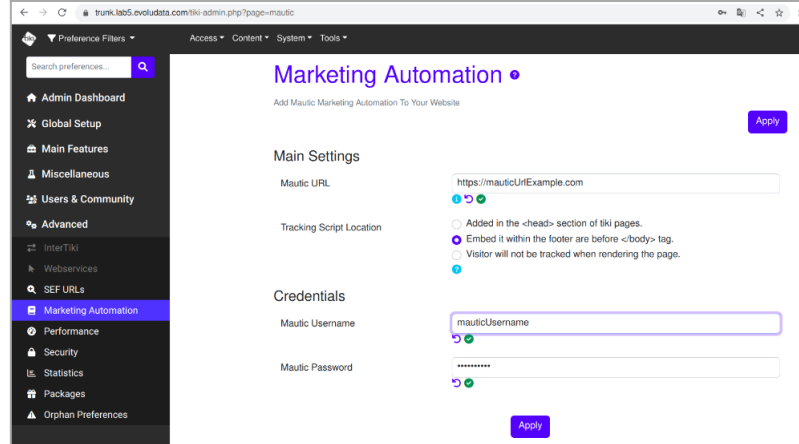 trunk.lab5.evoludata.com/tiki-admin.php?page=mautic
tiki
Preference Filters
Access Content System Tools
Search preferences...
Admin Dashboard
Global Setup
Main Features
Miscellaneous
Users & Community
Advanced
InterTiki
Webservices
SEF URLs
Marketing Automation
Performance
Security
Statistics
Packages
Orphan Preferences
Marketing Automation
Add Mautic Marketing Automation To Your Website
Apply
Main Settings
Mautic URL
https://mauticUrlExample.com
Tracking Script Location
Added in the <head> section of tiki pages.
Embed it within the footer are before </body> tag.
Visitor will not be tracked when rendering the page.
Credentials
Mautic Username
mauticUsername
Mautic Password
••••••••••
Apply